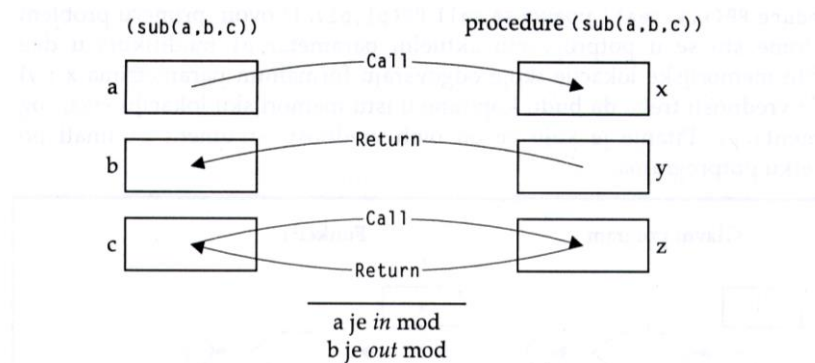 (sub(a,b,c))
procedure(sub(a,b,c))
Call
a
x
Return
b
y
Call
c
z
Return
a je in mod
b je out mod